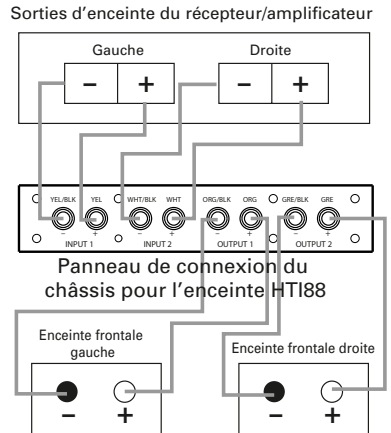 Sorties d'enceinte du récepteur/amplificateur
Gauche Droite
– + – +
YEL/BLK YEL WHT/BLK WHT ORG/BLK ORG GRE/BLK GRE
– + – + – + – +
INPUT 1 INPUT 2 OUTPUT 1 OUTPUT 2
Panneau de connexion du
châssis pour l'enceinte HTI88
Enceinte frontale
gauche
Enceinte frontale droite
– + – +